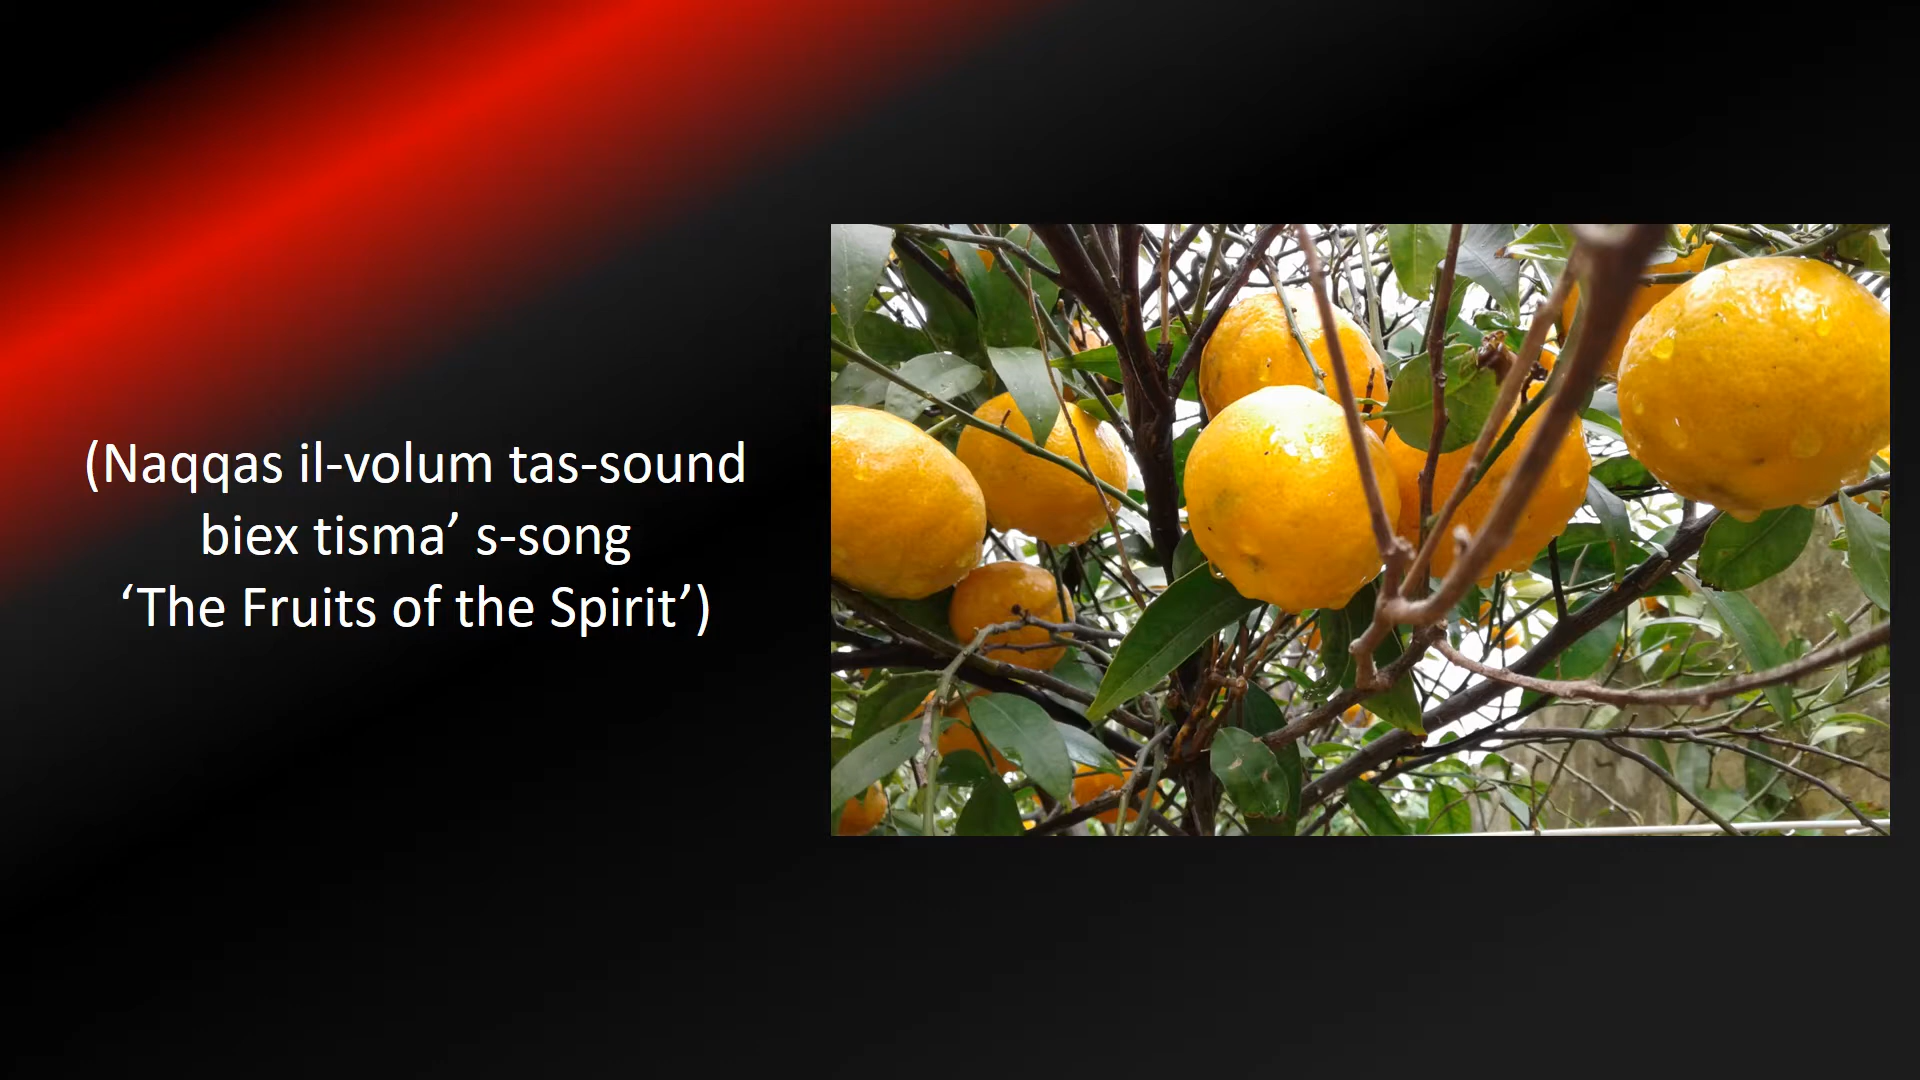 (Naqqas il-volum tas-sound
biex tisma’ s-song
‘The Fruits of the Spirit’)